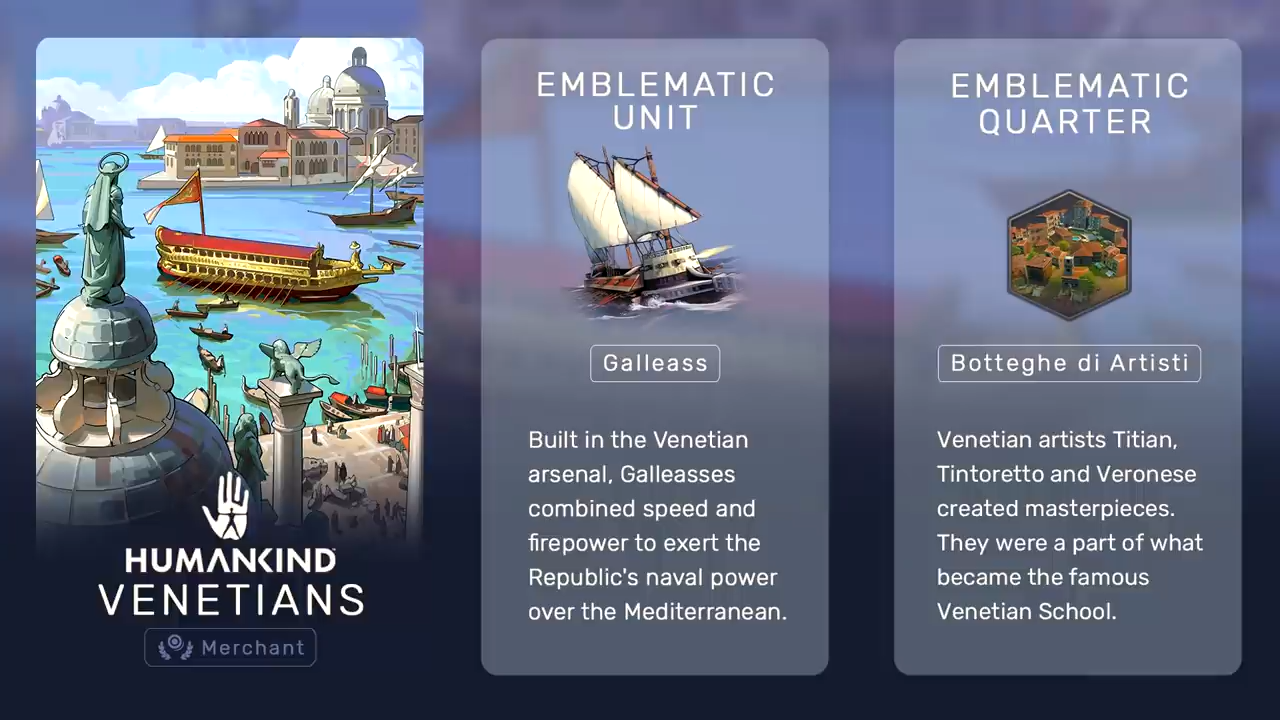 HUMANKIND
VENETIANS
Merchant
EMBLEMATIC
UNIT
Galleass
Built in the Venetian
arsenal, Galleasses
combined speed and
firepower to exert the
Republic's naval power
over the Mediterranean.
EMBLEMATIC
QUARTER
Botteghe di Artisti
Venetian artists Titian,
Tintoretto and Veronese
created masterpieces.
They were a part of what
became the famous
Venetian School.